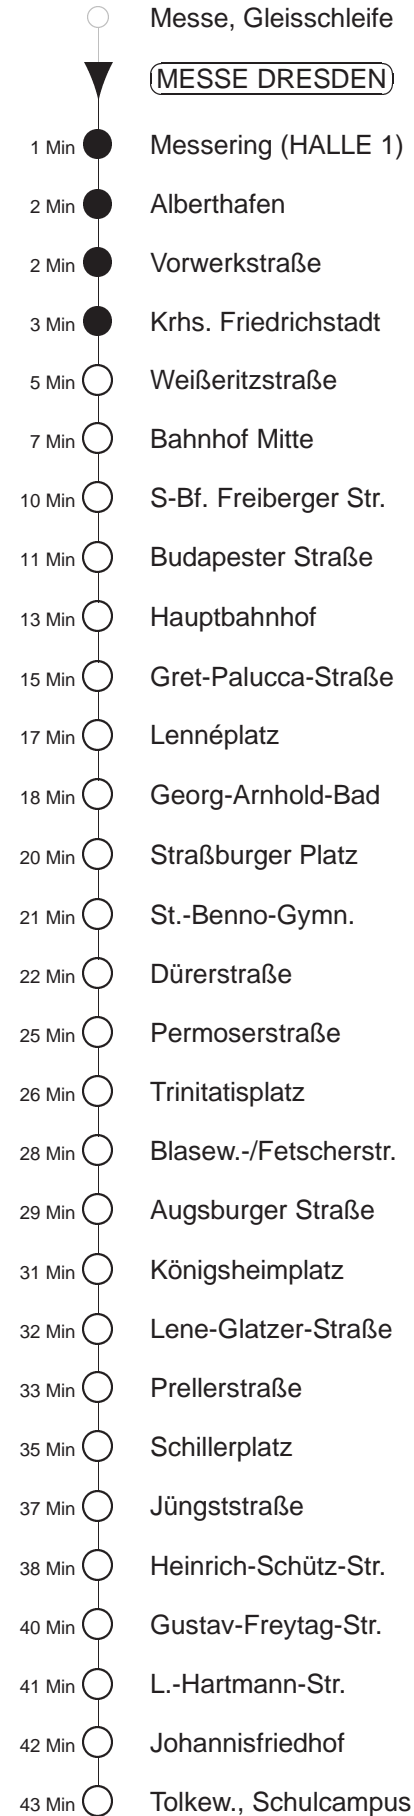 Messe, Gleisschleife
MESSE DRESDEN
1 Min Messering (HALLE 1)
2 Min Alberthafen
2 Min Vorwerkstraße
3 Min Krhs. Friedrichstadt
5 Min Weißeritzstraße
7 Min Bahnhof Mitte
10 Min S-Bf. Freiberger Str.
11 Min Budapester Straße
13 Min Hauptbahnhof
15 Min Gret-Palucca-Straße
17 Min Lennéplatz
18 Min Georg-Arnhold-Bad
20 Min Straßburger Platz
21 Min St.-Benno-Gymn.
22 Min Dürerstraße
25 Min Permoserstraße
26 Min Trinitatisplatz
28 Min Blasew.-/Fetscherstr.
29 Min Augsburger Straße
31 Min Königsheimplatz
32 Min Lene-Glatzer-Straße
33 Min Prellerstraße
35 Min Schillerplatz
37 Min Jüngststraße
38 Min Heinrich-Schütz-Str.
40 Min Gustav-Freytag-Str.
41 Min L.-Hartmann-Str.
42 Min Johannisfriedhof
43 Min Tolkew., Schulcampus